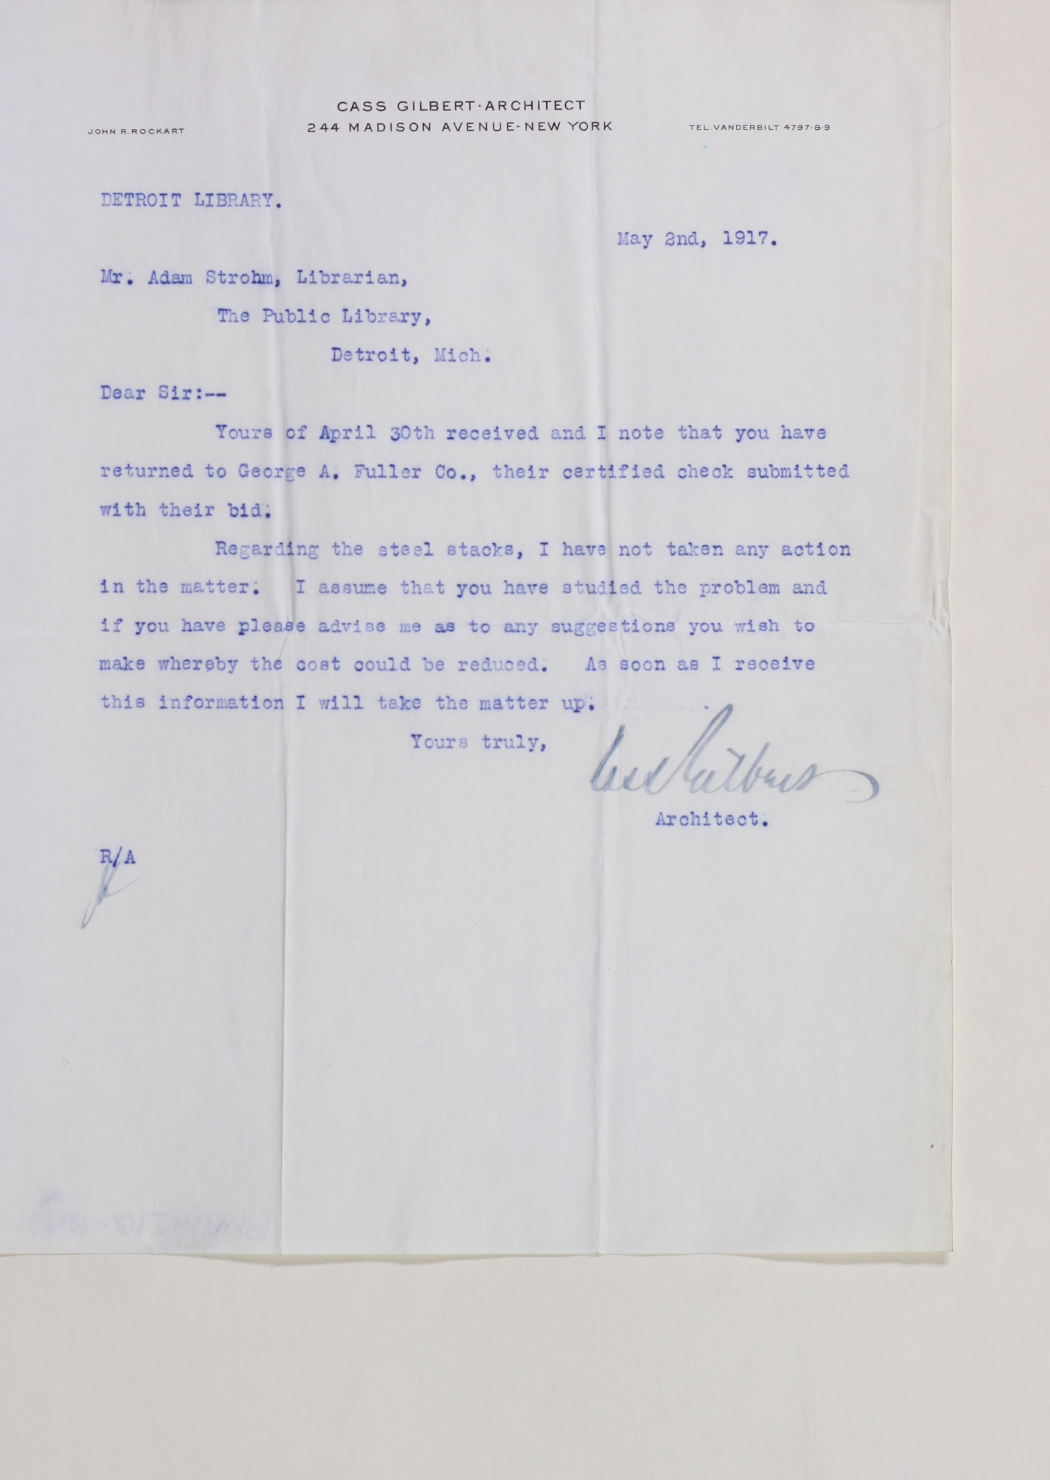 CASS GILBERT·ARCHITECT
244 MADISON AVENUE·NEW YORK
JOHN R. ROCKART
TEL. VANDERBILT 4797-8-9
DETROIT LIBRARY.
May 2nd, 1917.
Mr. Adam Strohm, Librarian,
The Public Library,
Detroit, Mich.
Dear Sir:--
Yours of April 30th received and I note that you have
returned to George A. Fuller Co., their certified check submitted
with their bid.
Regarding the steel stacks, I have not taken any action
in the matter. I assume that you have studied the problem and
if you have please advise me as to any suggestions you wish to
make whereby the cost could be reduced. As soon as I receive
this information I will take the matter up.
Yours truly,
Cass Gilbert
Architect.
R/A